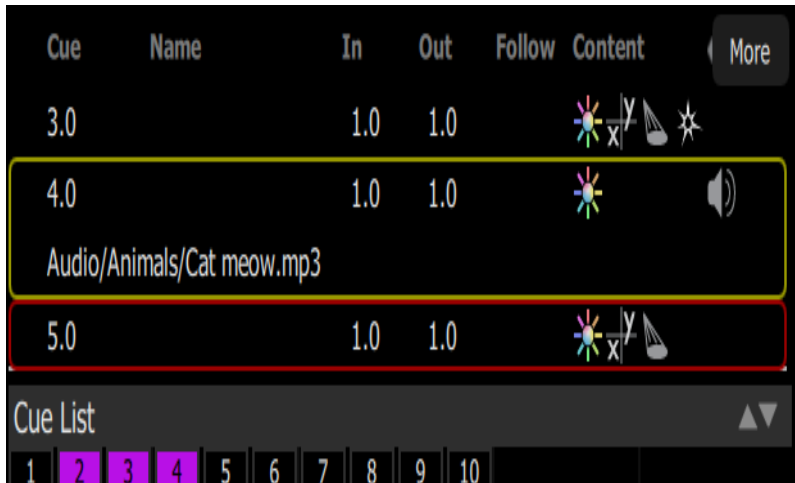 Cue Name In Out Follow Content More
3.0 1.0 1.0
4.0 1.0 1.0
Audio/Animals/Cat meow.mp3
5.0 1.0 1.0
Cue List
1 2 3 4 5 6 7 8 9 10